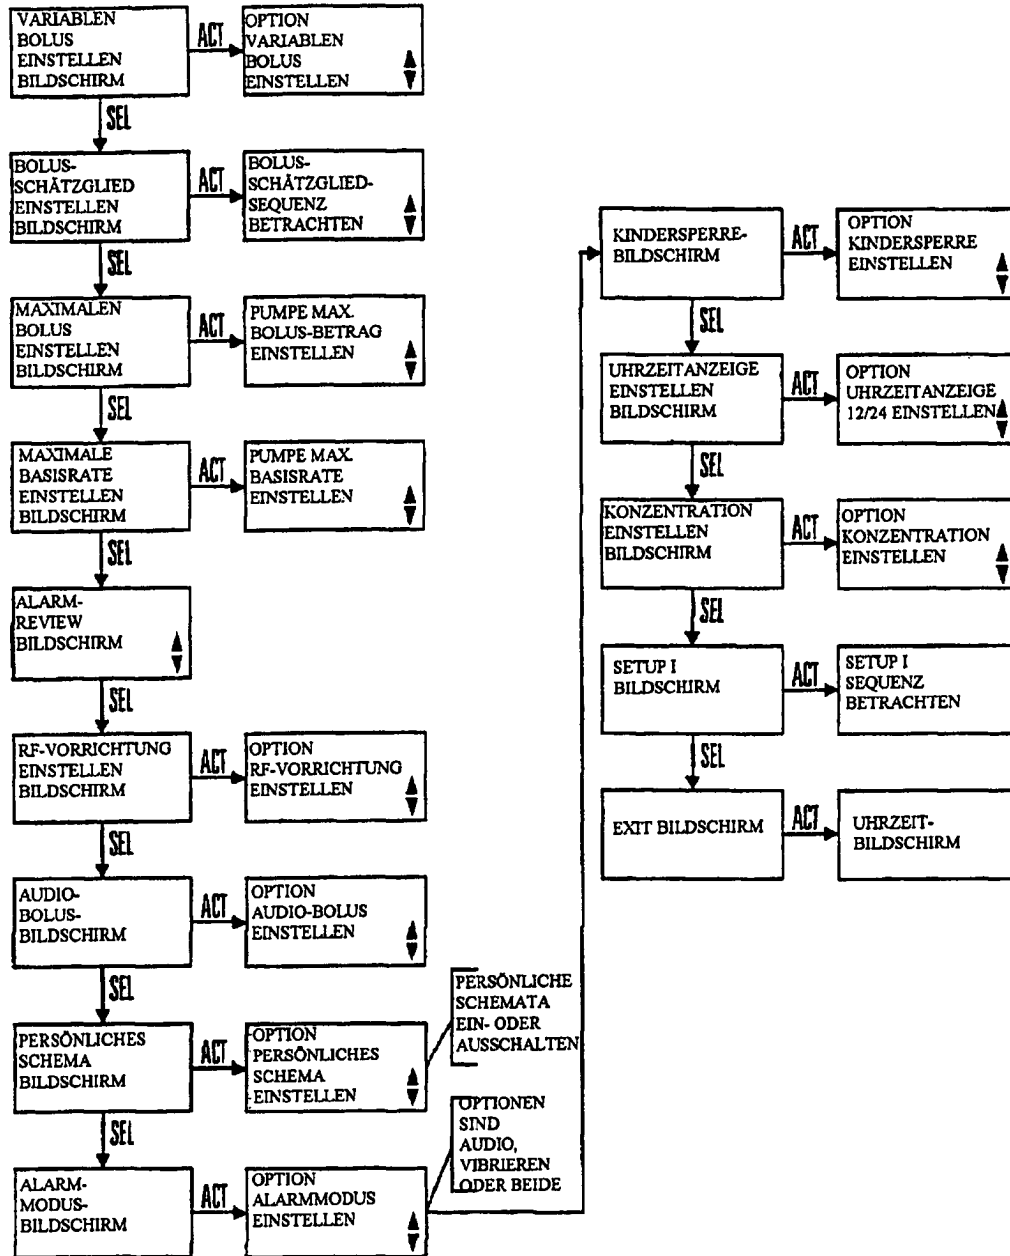 VARIABLEN
BOLUS
EINSTELLEN
BILDSCHIRM
ACT
OPTION
VARIABLEN
BOLUS
EINSTELLEN
SEL
BOLUS-
SCHÄTZGLIED
EINSTELLEN
BILDSCHIRM
ACT
BOLUS-
SCHÄTZGLIED-
SEQUENZ
BETRACHTEN
SEL
MAXIMALEN
BOLUS
EINSTELLEN
BILDSCHIRM
ACT
PUMPE MAX.
BOLUS-BETRAG
EINSTELLEN
SEL
MAXIMALE
BASISRATE
EINSTELLEN
BILDSCHIRM
ACT
PUMPE MAX.
BASISRATE
EINSTELLEN
SEL
ALARM-
REVIEW
BILDSCHIRM
SEL
RF-VORRICHTUNG
EINSTELLEN
BILDSCHIRM
ACT
OPTION
RF-VORRICHTUNG
EINSTELLEN
SEL
AUDIO-
BOLUS-
BILDSCHIRM
ACT
OPTION
AUDIO-BOLUS
EINSTELLEN
SEL
PERSÖNLICHES
SCHEMA
BILDSCHIRM
ACT
OPTION
PERSÖNLICHES
SCHEMA
EINSTELLEN
PERSÖNLICHE
SCHEMATA
EIN- ODER
AUSSCHALTEN
SEL
ALARM-
MODUS-
BILDSCHIRM
ACT
OPTION
ALARMMODUS
EINSTELLEN
OPTIONEN
SIND
AUDIO,
VIBRIEREN
ODER BEIDE
KINDERSPERRE-
BILDSCHIRM
ACT
OPTION
KINDERSPERRE
EINSTELLEN
SEL
UHRZEITANZEIGE
EINSTELLEN
BILDSCHIRM
ACT
OPTION
UHRZEITANZEIGE
12/24 EINSTELLEN
SEL
KONZENTRATION
EINSTELLEN
BILDSCHIRM
ACT
OPTION
KONZENTRATION
EINSTELLEN
SEL
SETUP I
BILDSCHIRM
ACT
SETUP I
SEQUENZ
BETRACHTEN
SEL
EXIT BILDSCHIRM
ACT
UHRZEIT-
BILDSCHIRM